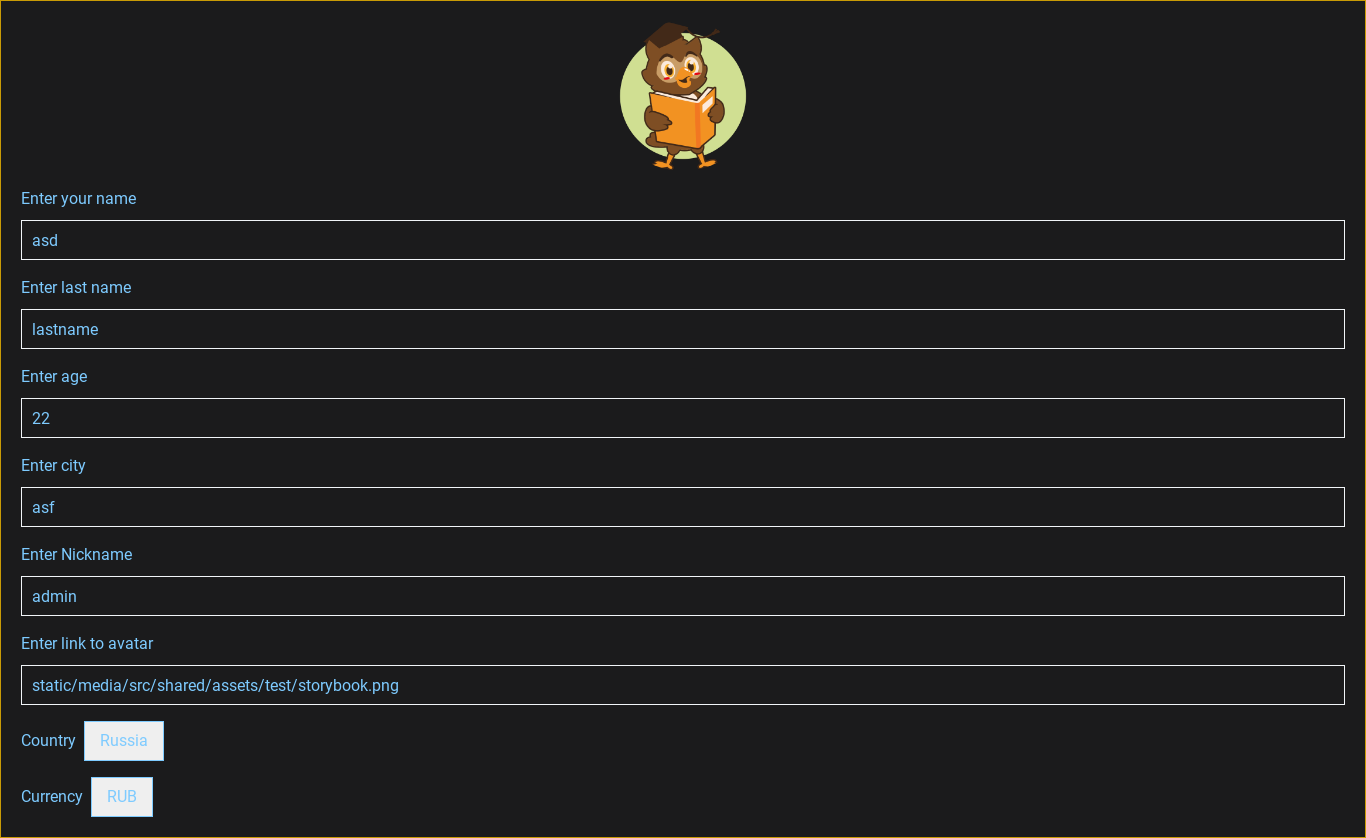 Enter your name
asd
Enter last name
lastname
Enter age
22
Enter city
asf
Enter Nickname
admin
Enter link to avatar
static/media/src/shared/assets/test/storybook.png
Country Russia
Currency RUB